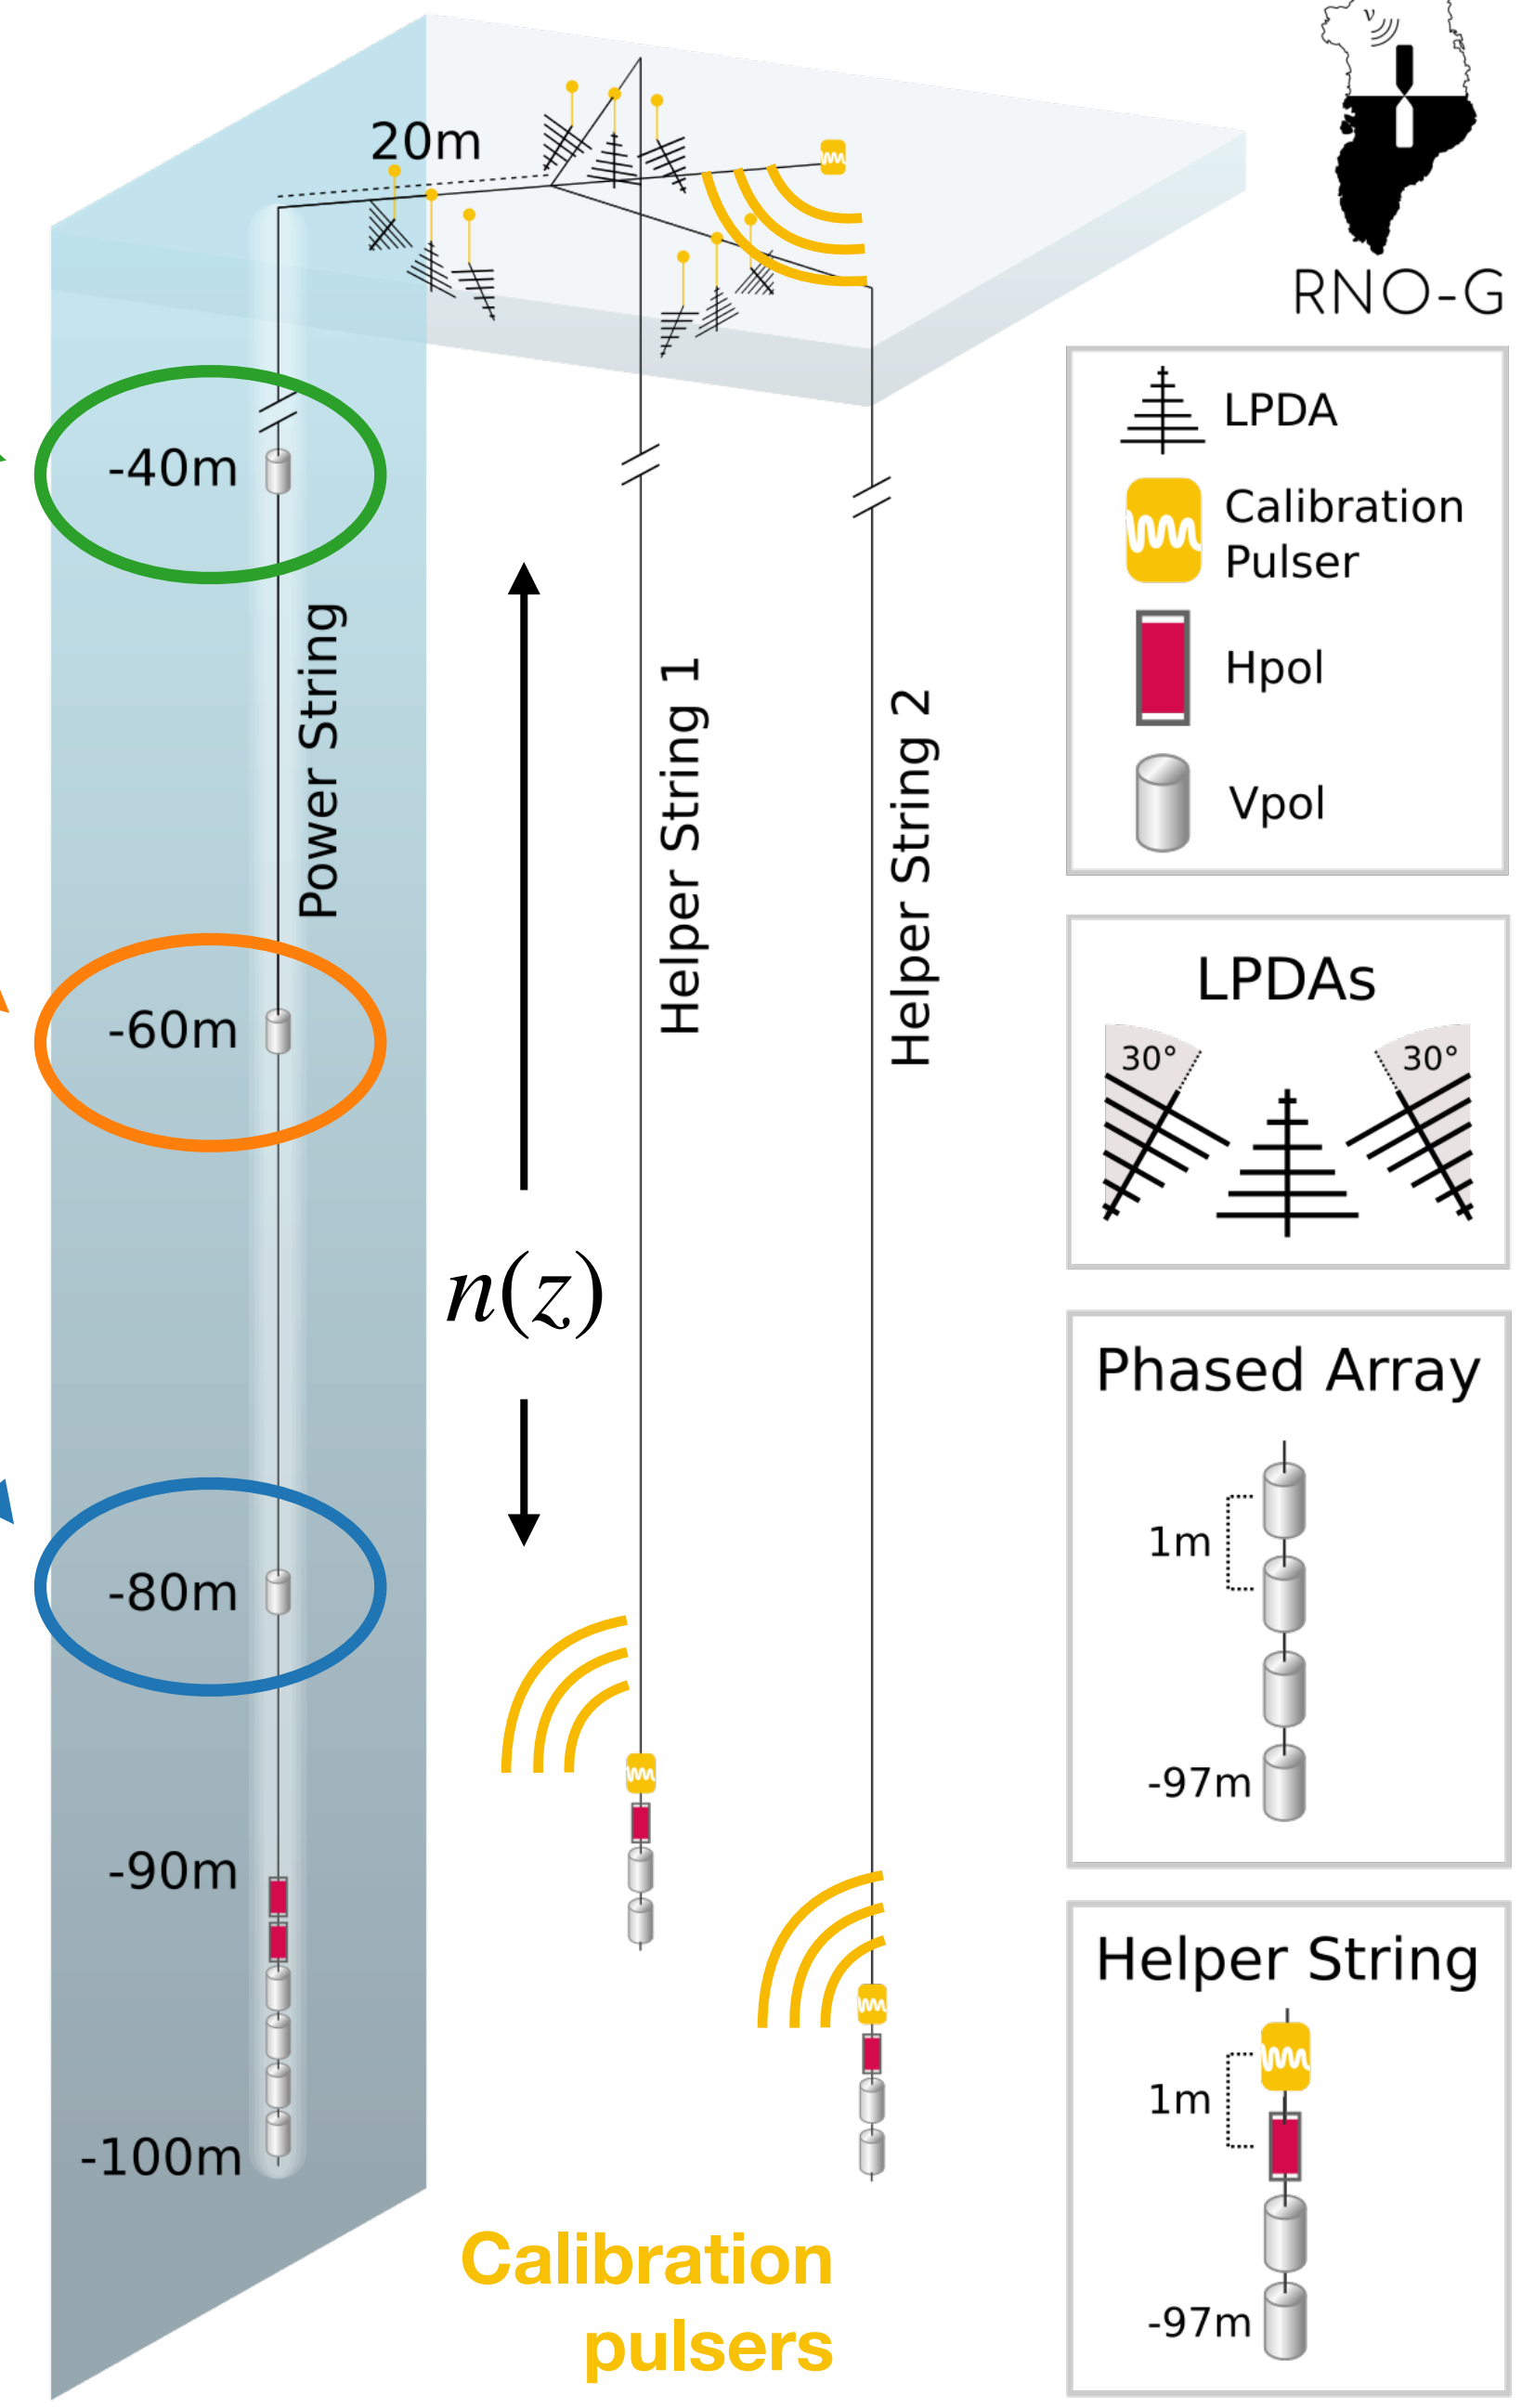 ν
RNO-G
20m
-40m
-60m
-80m
-90m
-100m
Power String
Helper String 1
Helper String 2
n(z)
Calibration
pulsers
LPDA
Calibration
Pulser
Hpol
Vpol
LPDAs
30°
30°
Phased Array
1m
-97m
Helper String
1m
-97m